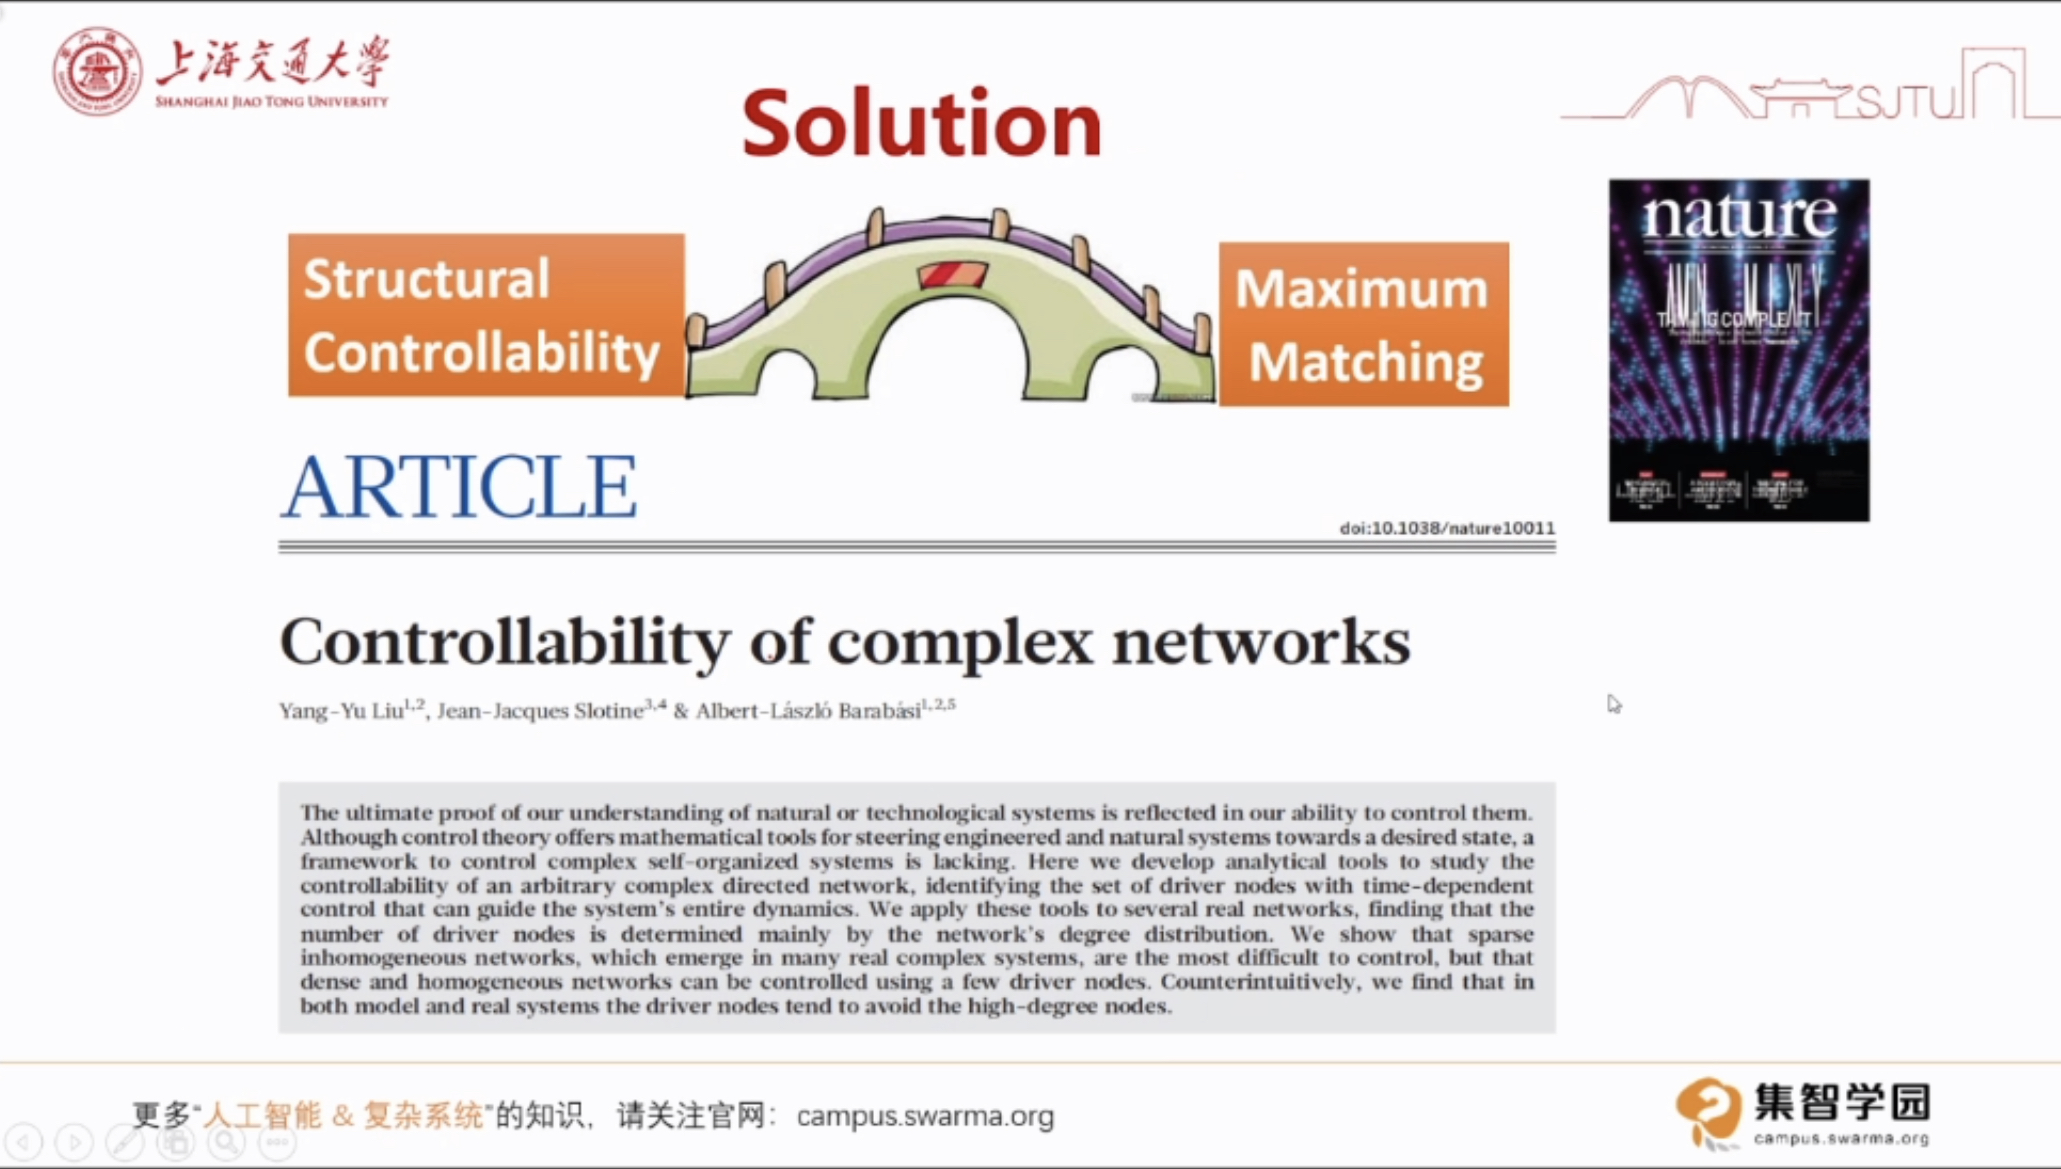 上海交通大学
SHANGHAI JIAO TONG UNIVERSITY
SJTU
Solution
Structural
Controllability
Maximum
Matching
nature
TAMING COMPLEXITY
ARTICLE
doi:10.1038/nature10011
Controllability of complex networks
Yang-Yu Liu1,2, Jean-Jacques Slotine3,4 & Albert-László Barabási1,2,5
The ultimate proof of our understanding of natural or technological systems is reflected in our ability to control them.
Although control theory offers mathematical tools for steering engineered and natural systems towards a desired state, a
framework to control complex self-organized systems is lacking. Here we develop analytical tools to study the
controllability of an arbitrary complex directed network, identifying the set of driver nodes with time-dependent
control that can guide the system's entire dynamics. We apply these tools to several real networks, finding that the
number of driver nodes is determined mainly by the network's degree distribution. We show that sparse
inhomogeneous networks, which emerge in many real complex systems, are the most difficult to control, but that
dense and homogeneous networks can be controlled using a few driver nodes. Counterintuitively, we find that in
both model and real systems the driver nodes tend to avoid the high-degree nodes.
更多“人工智能 & 复杂系统”的知识，请关注官网：campus.swarma.org
集智学园
campus.swarma.org